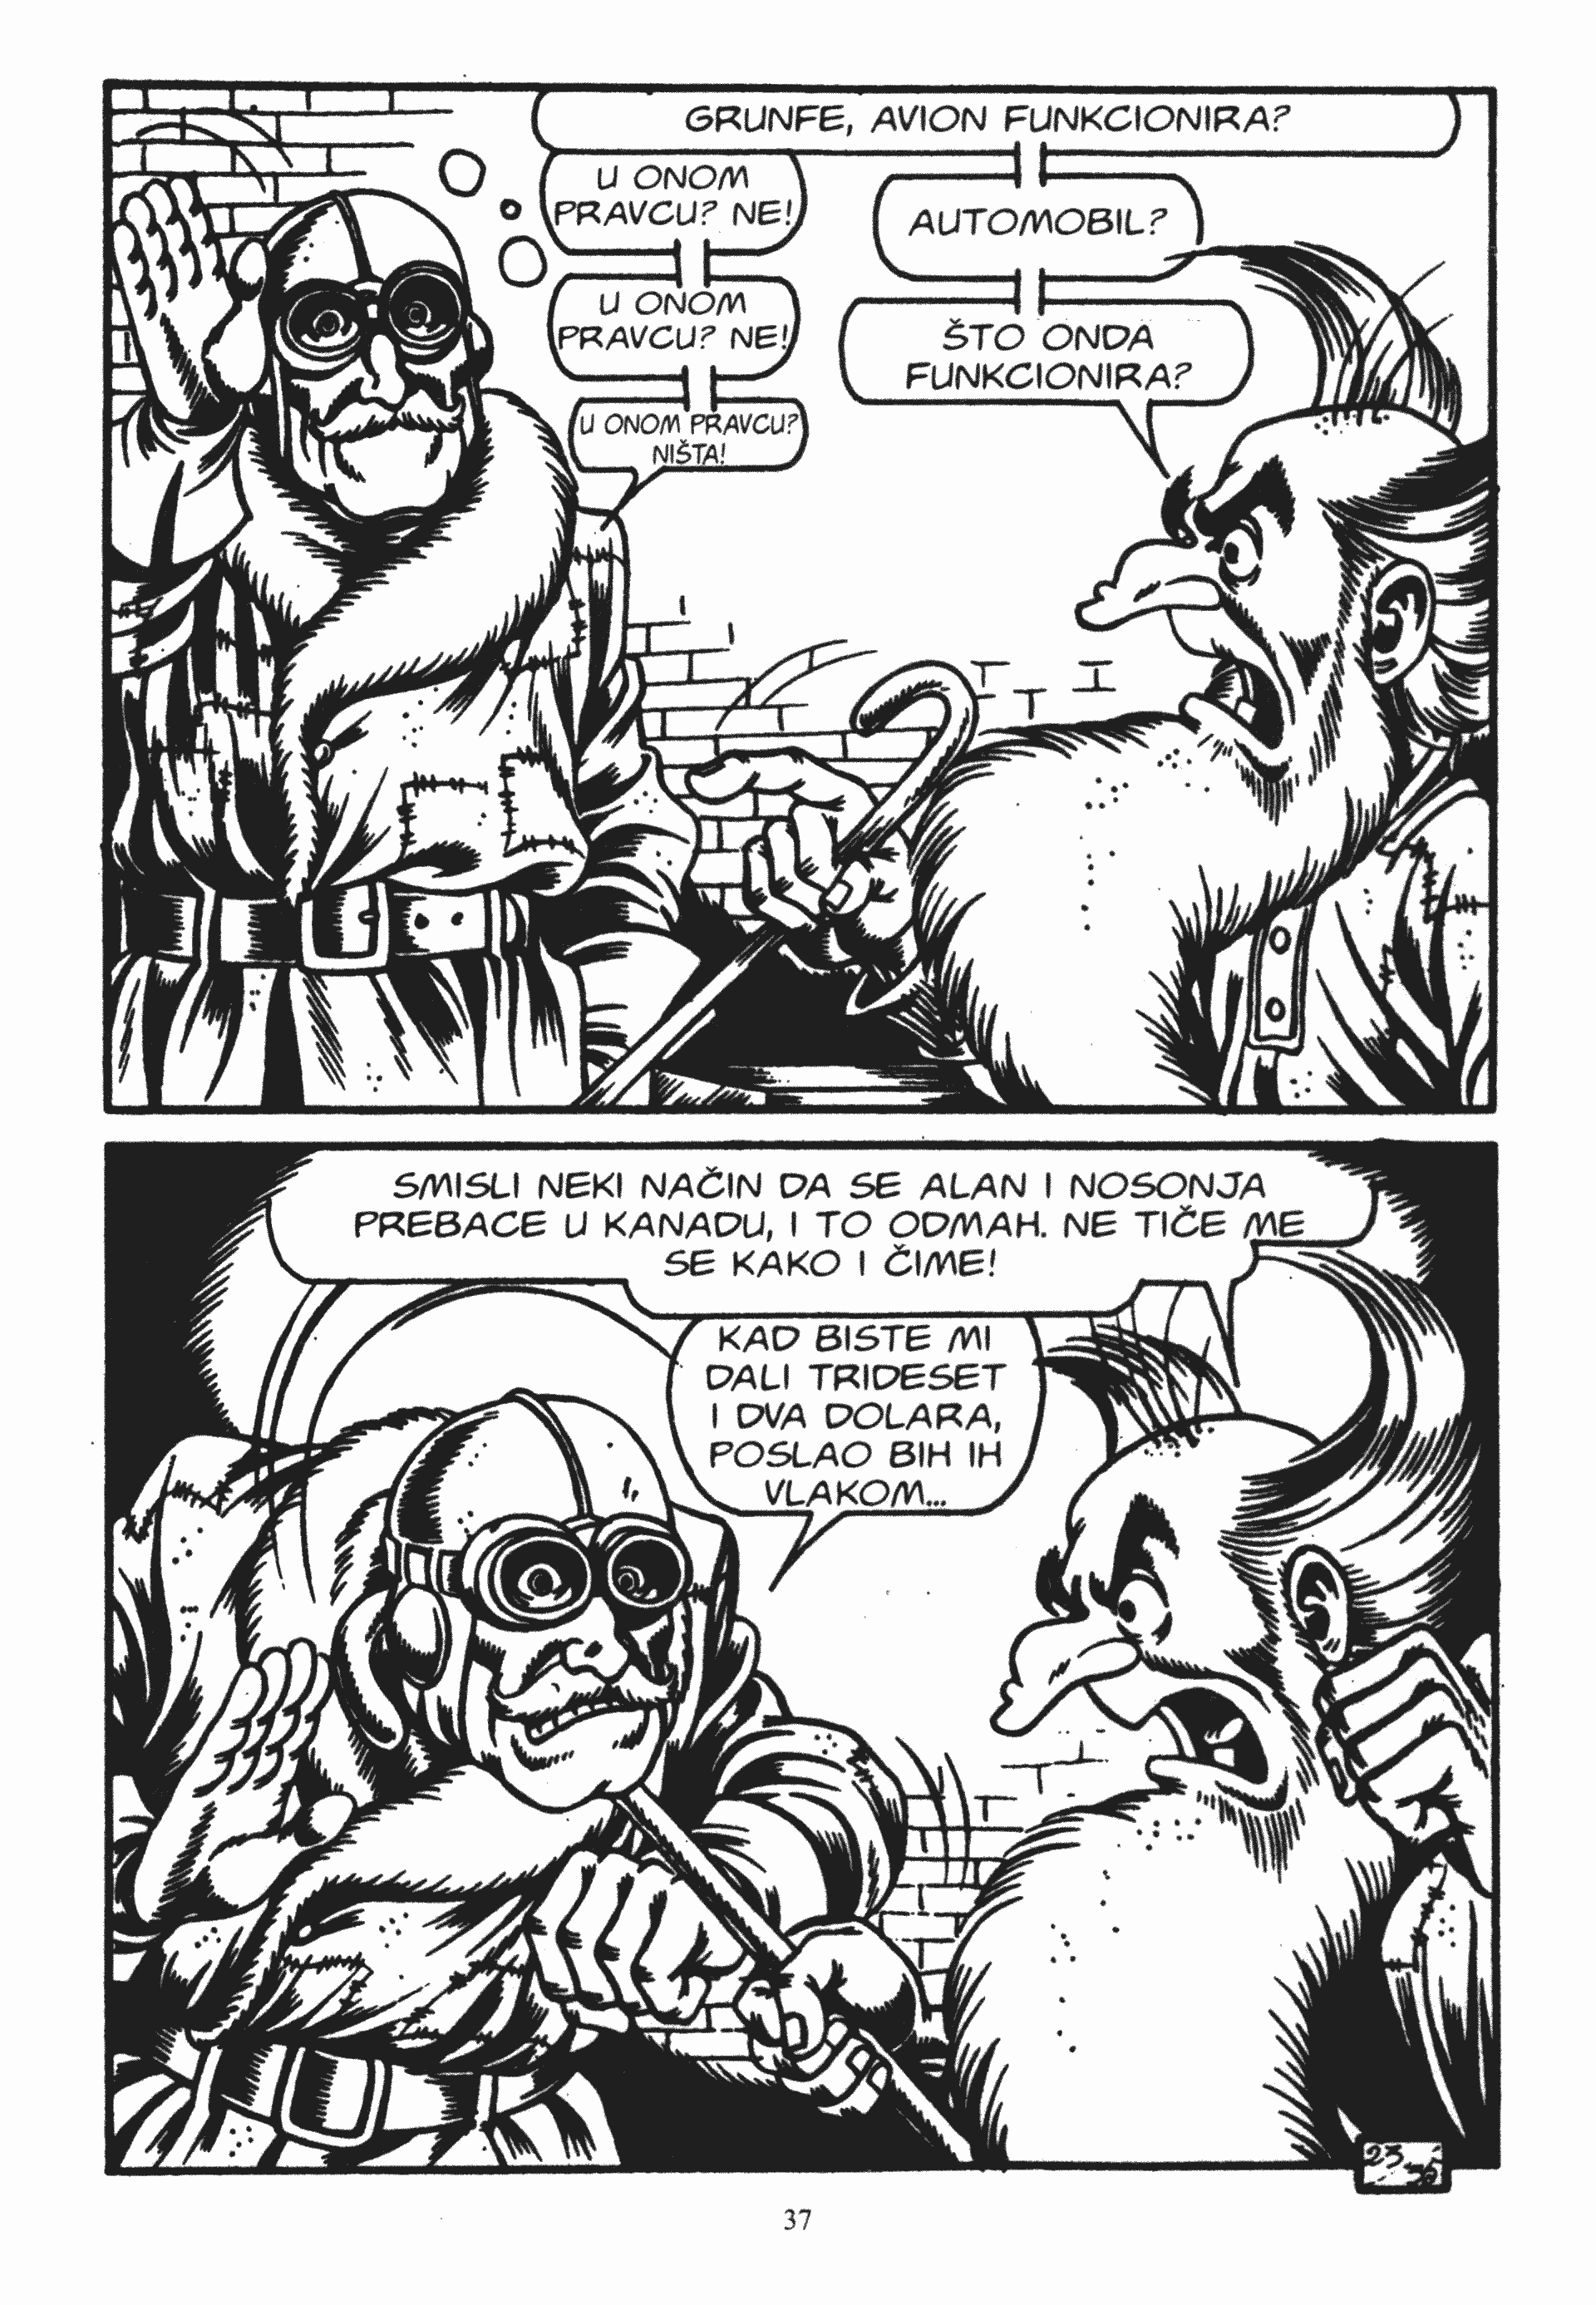 GRUNFE, AVION FUNKCIONIRA?
U ONOM
PRAVCU? NE!
AUTOMOBIL?
U ONOM
PRAVCU? NE!
ŠTO ONDA
FUNKCIONIRA?
U ONOM PRAVCU?
NIŠTA!
SMISLI NEKI NAČIN DA SE ALAN I NOSONJA
PREBACE U KANADU, I TO ODMAH. NE TIČE ME
SE KAKO I ČIME!
KAD BISTE MI
DALI TRIDESET
I DVA DOLARA,
POSLAO BIH IH
VLAKOM...
23
36
37